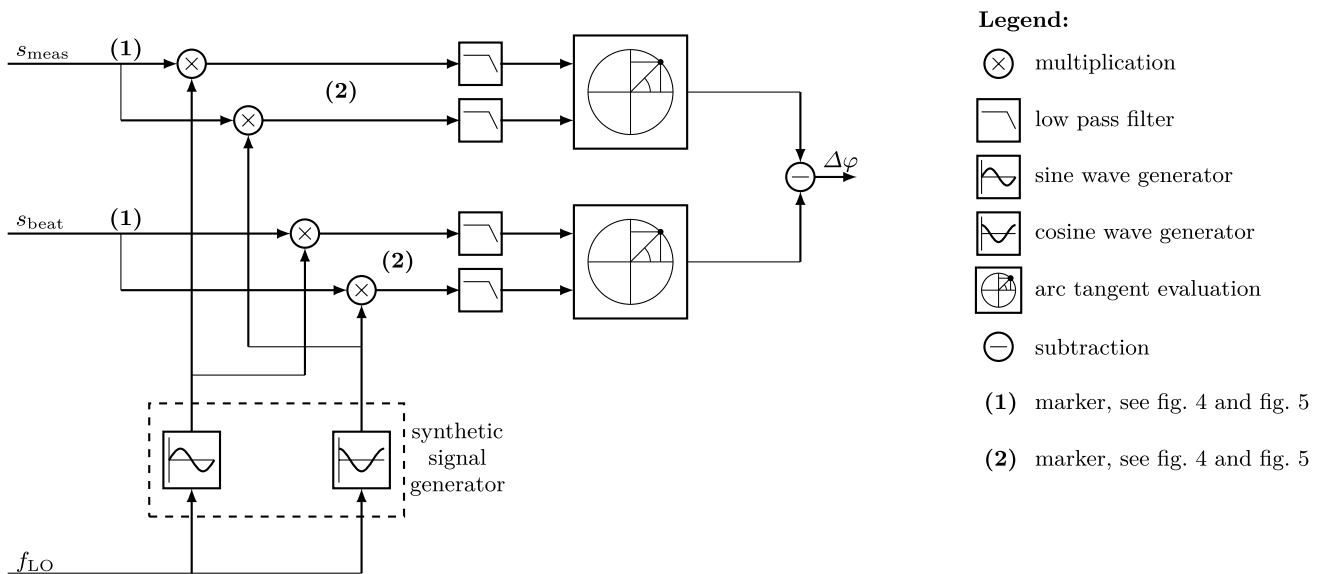 s_meas
(1)
(2)
Δφ
s_beat
(1)
(2)
synthetic
signal
generator
f_LO
Legend:
multiplication
low pass filter
sine wave generator
cosine wave generator
arc tangent evaluation
subtraction
(1) marker, see fig. 4 and fig. 5
(2) marker, see fig. 4 and fig. 5